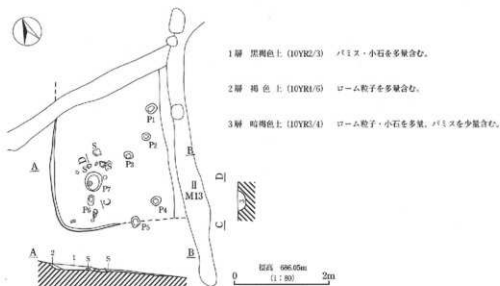 1層 黒褐色土 (10YR2/3) パミス・小石を多量含む。
2層 褐色土 (10YR4/6) ローム粒子を多量含む。
3層 暗褐色土 (10YR3/4) ローム粒子・小石を多量、パミスを少量含む。
P1
P2
S
D
P3
A
B
S
P7
D
II
M13
P6
C
P4
P5
C
A
2 1 S S
B
標高 686.05m
0 (1:80) 2m